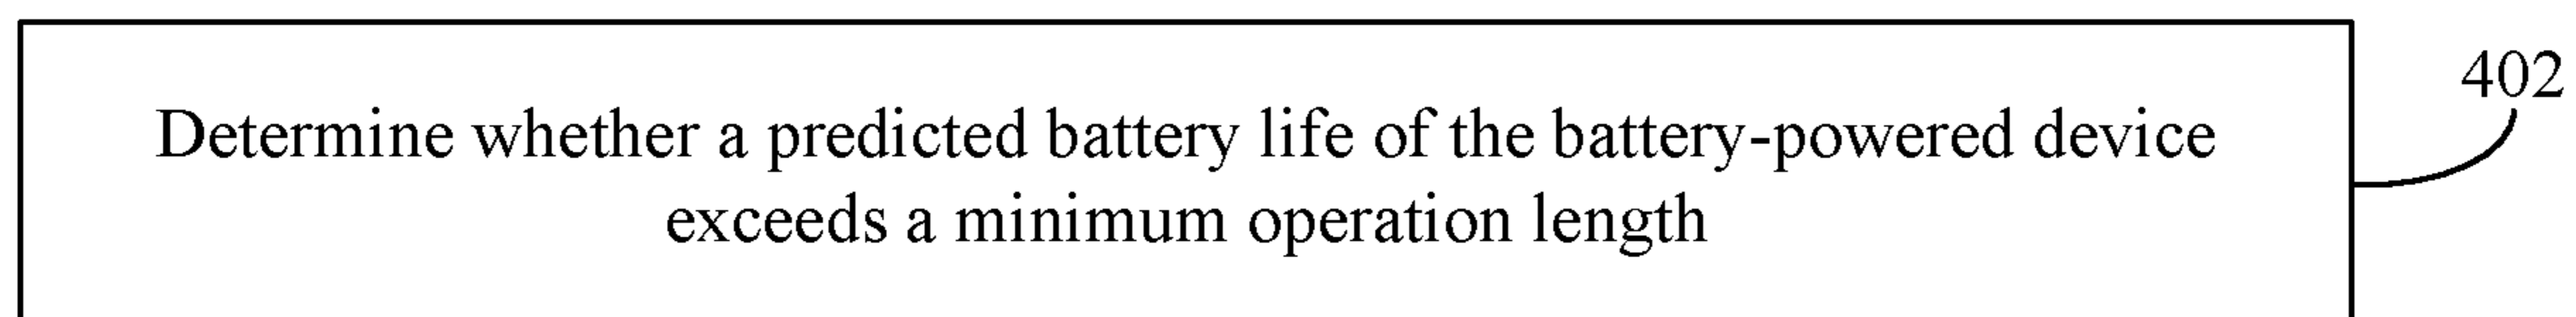 402
Determine whether a predicted battery life of the battery-powered device
exceeds a minimum operation length